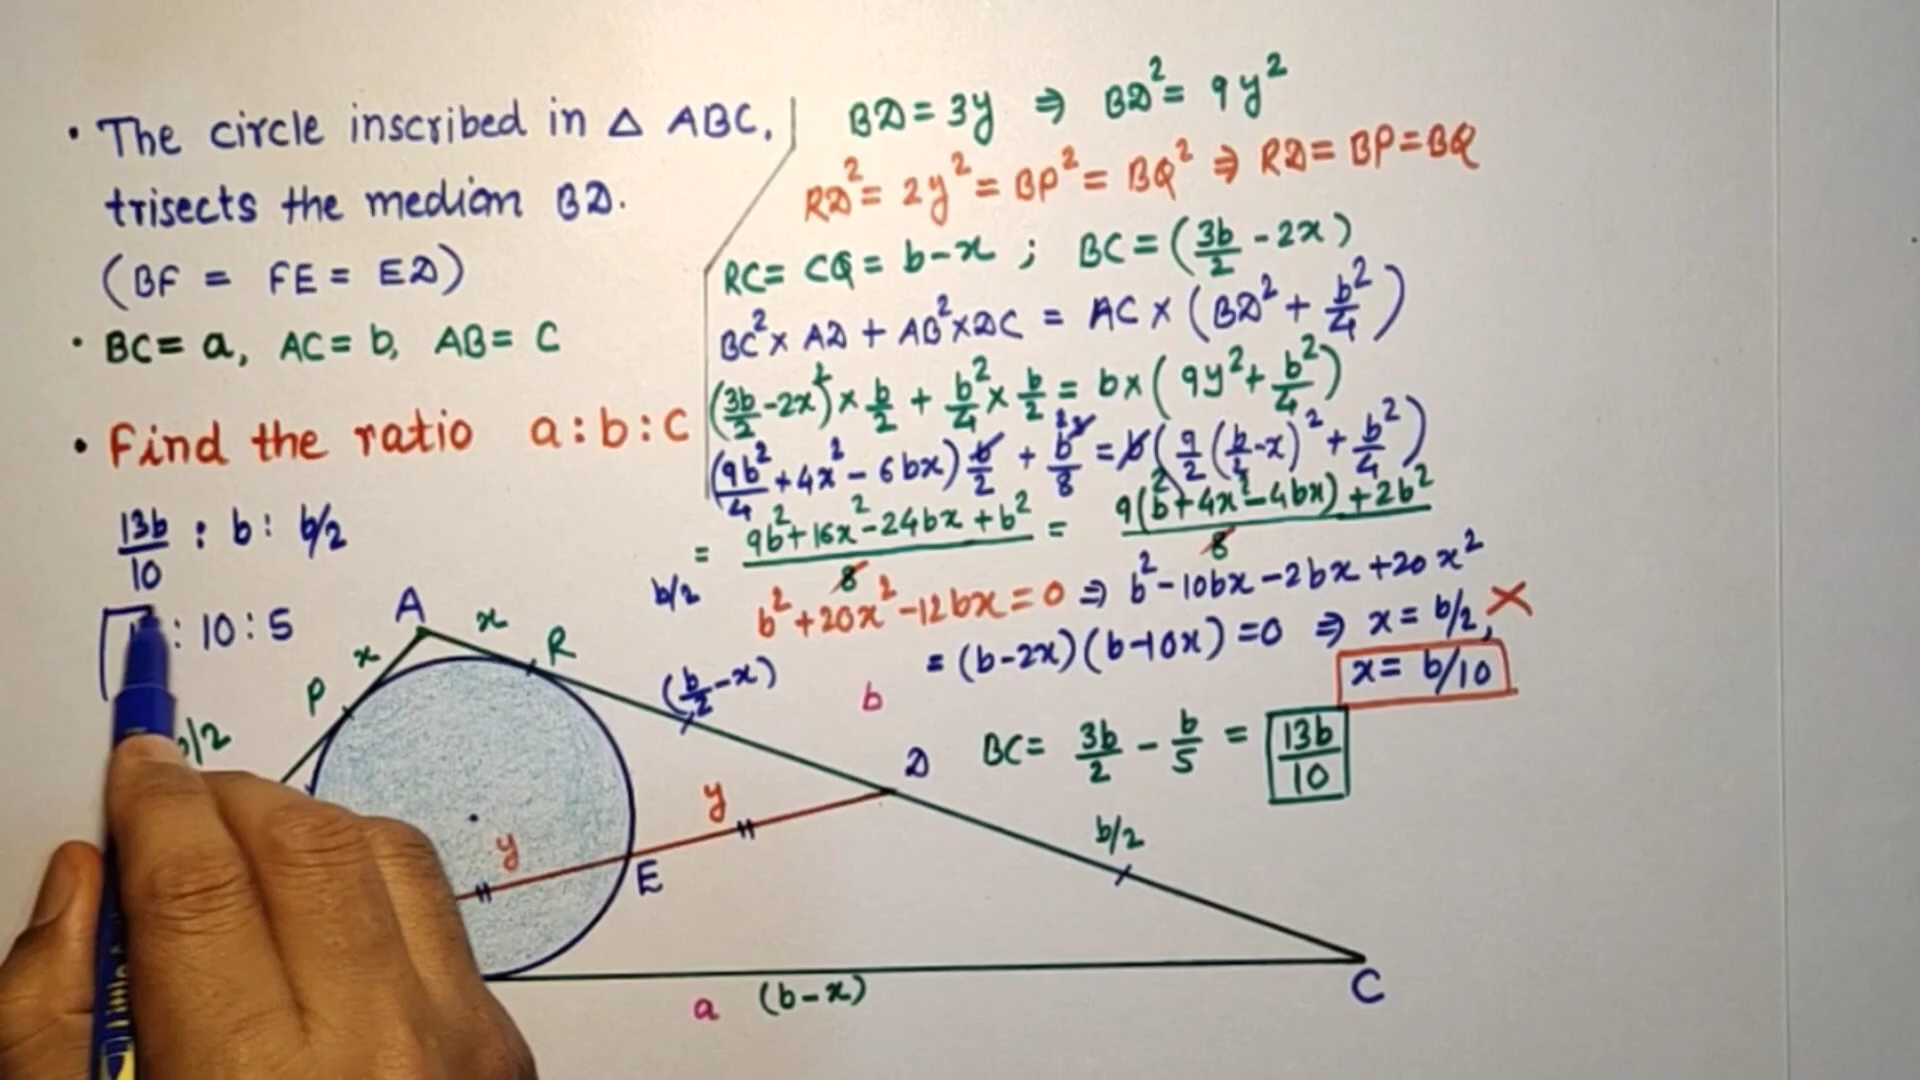 • The circle inscribed in △ ABC,
trisects the median BD.
(BF = FE = ED)
• BC = a, AC = b, AB = C
• Find the ratio a : b : C
13b/10 : b : b/2
: 10 : 5
BD = 3y ⇒ BD² = 9y²
RD² = 2y² = BP² = BQ² ⇒ RD = BP = BQ
RC = CQ = b-x ; BC = (3b/2 - 2x)
BC² × AD + AB² × DC = AC × (BD² + b²/4)
(3b/2 - 2x)² × b/2 + b²/4 × b/2 = b × (9y² + b²/4)
(9b²/4 + 4x² - 6bx) b/2 + b³/8 = b (9/2 (b/2 - x)² + b²/4)
= 9b² + 16x² - 24bx + b² / 8 = 9(b² + 4x² - 4bx) + 2b² / 8
b² + 20x² - 12bx = 0 ⇒ b² - 10bx - 2bx + 20x²
= (b-2x)(b-10x) = 0 ⇒ x = b/2, ×
x = b/10
BC = 3b/2 - b/5 = 13b/10
b/2
A
x
x
R
P
(b/2 - x)
b
D
/2
y
y
E
b/2
C
a (b-x)